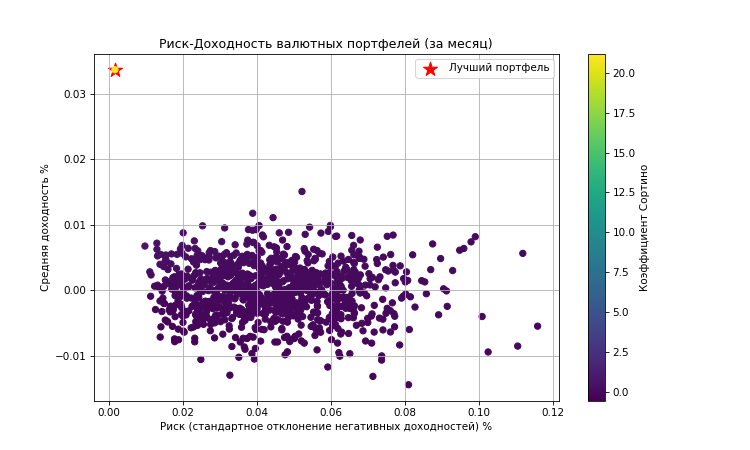 Риск-Доходность валютных портфелей (за месяц)
Лучший портфель
Средняя доходность %
0.03
0.02
0.01
0.00
−0.01
0.00 0.02 0.04 0.06 0.08 0.10 0.12
Риск (стандартное отклонение негативных доходностей) %
20.0
17.5
15.0
12.5
10.0
7.5
5.0
2.5
0.0
Коэффициент Сортино